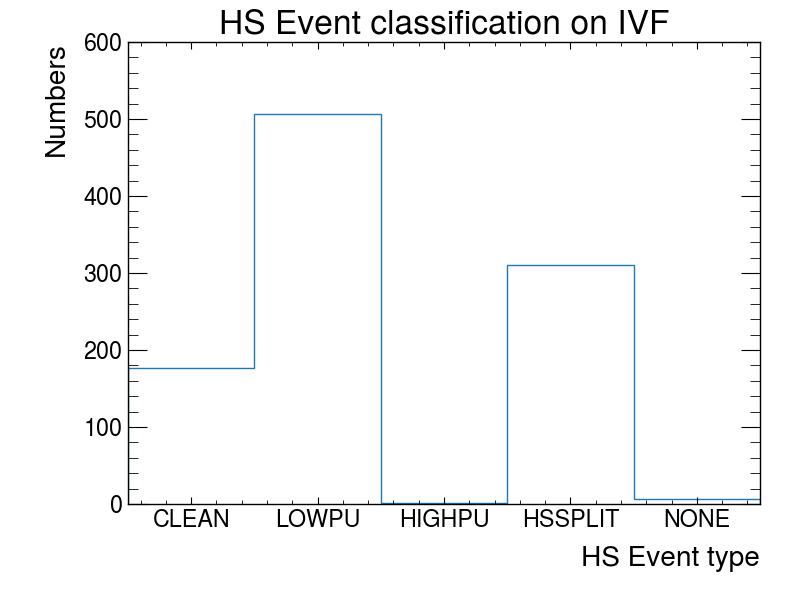 HS Event classification on IVF
Numbers
600
500
400
300
200
100
0
CLEAN LOWPU HIGHPU HSSPLIT NONE
HS Event type